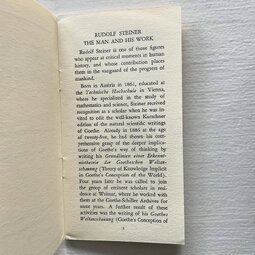 RUDOLF STEINER
THE MAN AND HIS WORK
Rudolf Steiner is one of those figures
who appear at critical moments in human
history, and whose contribution places
them in the vanguard of the progress of
mankind.
Born in Austria in 1861, educated at
the Technische Hochschule in Vienna,
where he specialized in the study of
mathematics and science, Steiner received
recognition as a scholar when he was in-
vited to edit the well-known Kurschner
edition of the natural scientific writings
of Goethe. Already in 1886 at the age
of twenty-five, he had shown his compre-
hensive grasp of the deeper implications
of Goethe's way of thinking by writing
his Grundlinien einer Erkennt-
nistheorie der Goetheschen Weltan-
schauung (Theory of Knowledge Implicit
in Goethe's Conception of the World).
Four years later he was called to join
the group of eminent scholars in resi-
dence at Weimar, where he worked with
them at the Goethe-Schiller Archives for
some years. A further result of these
activities was the writing of his Goethes
Weltanschauung (Goethe's Conception of
3